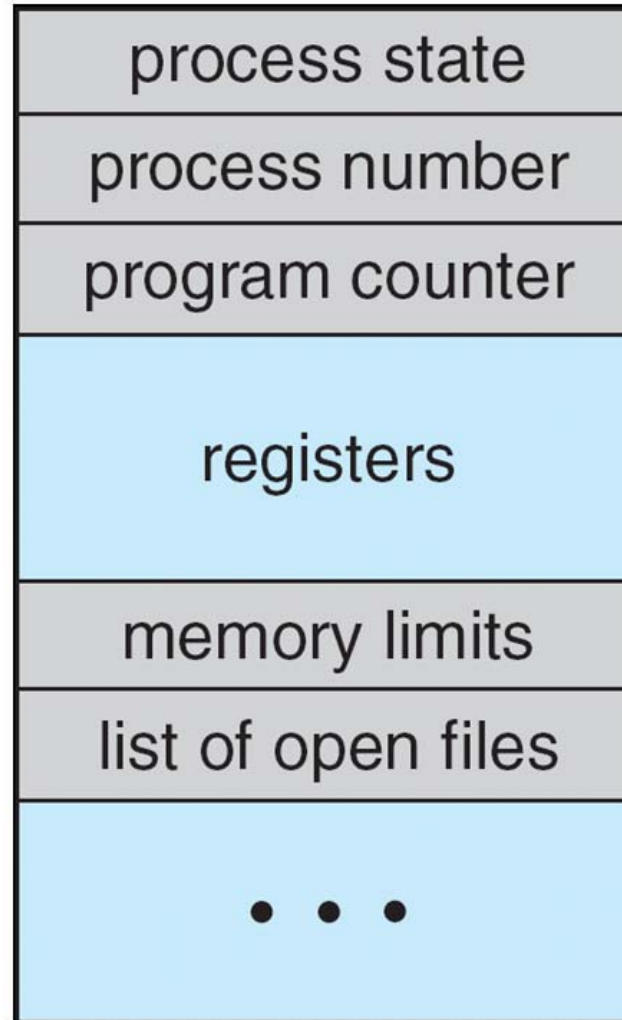 process state
process number
program counter
registers
memory limits
list of open files
• • •